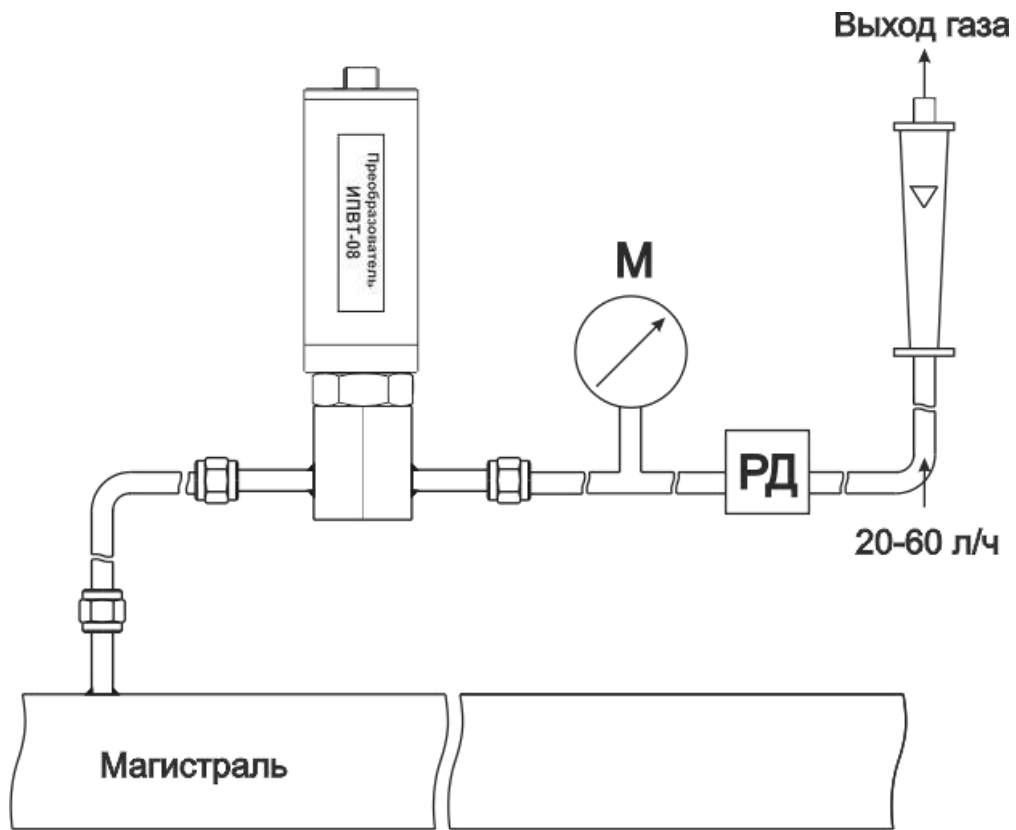 Выход газа
Преобразователь
ИПВТ-08
М
РД
20-60 л/ч
Магистраль